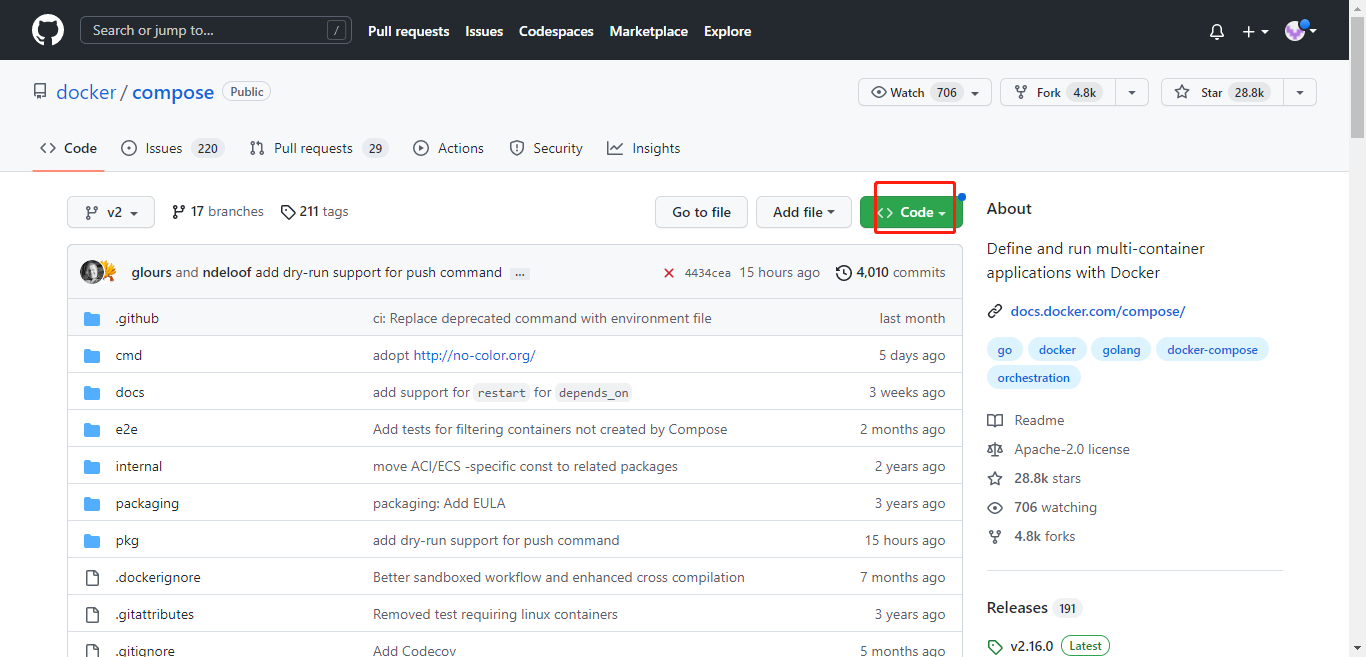 Search or jump to... / Pull requests Issues Codespaces Marketplace Explore
docker / compose Public Watch 706 Fork 4.8k Star 28.8k
Code Issues 220 Pull requests 29 Actions Security Insights
v2 17 branches 211 tags Go to file Add file Code
About
Define and run multi-container
applications with Docker
docs.docker.com/compose/
go docker golang docker-compose
orchestration
Readme
Apache-2.0 license
28.8k stars
706 watching
4.8k forks
Releases 191
v2.16.0 Latest
glours and ndeloof add dry-run support for push command ... 4434cea 15 hours ago 4,010 commits
.github ci: Replace deprecated command with environment file last month
cmd adopt http://no-color.org/ 5 days ago
docs add support for restart for depends_on 3 weeks ago
e2e Add tests for filtering containers not created by Compose 2 months ago
internal move ACI/ECS -specific const to related packages 2 years ago
packaging packaging: Add EULA 3 years ago
pkg add dry-run support for push command 15 hours ago
.dockerignore Better sandboxed workflow and enhanced cross compilation 7 months ago
.gitattributes Removed test requiring linux containers 3 years ago
.gitignore Add Codecov 5 months ago